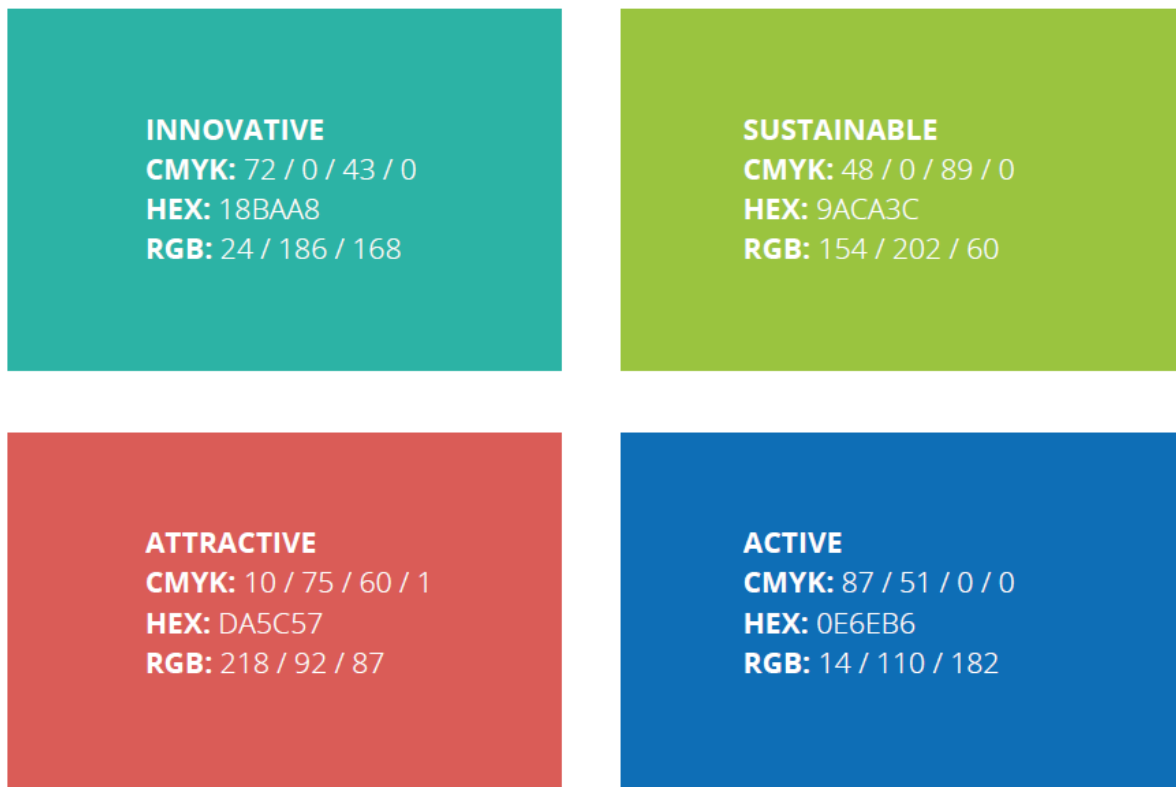 INNOVATIVE
CMYK: 72 / 0 / 43 / 0
HEX: 18BAA8
RGB: 24 / 186 / 168
SUSTAINABLE
CMYK: 48 / 0 / 89 / 0
HEX: 9ACA3C
RGB: 154 / 202 / 60
ATTRACTIVE
CMYK: 10 / 75 / 60 / 1
HEX: DA5C57
RGB: 218 / 92 / 87
ACTIVE
CMYK: 87 / 51 / 0 / 0
HEX: 0E6EB6
RGB: 14 / 110 / 182